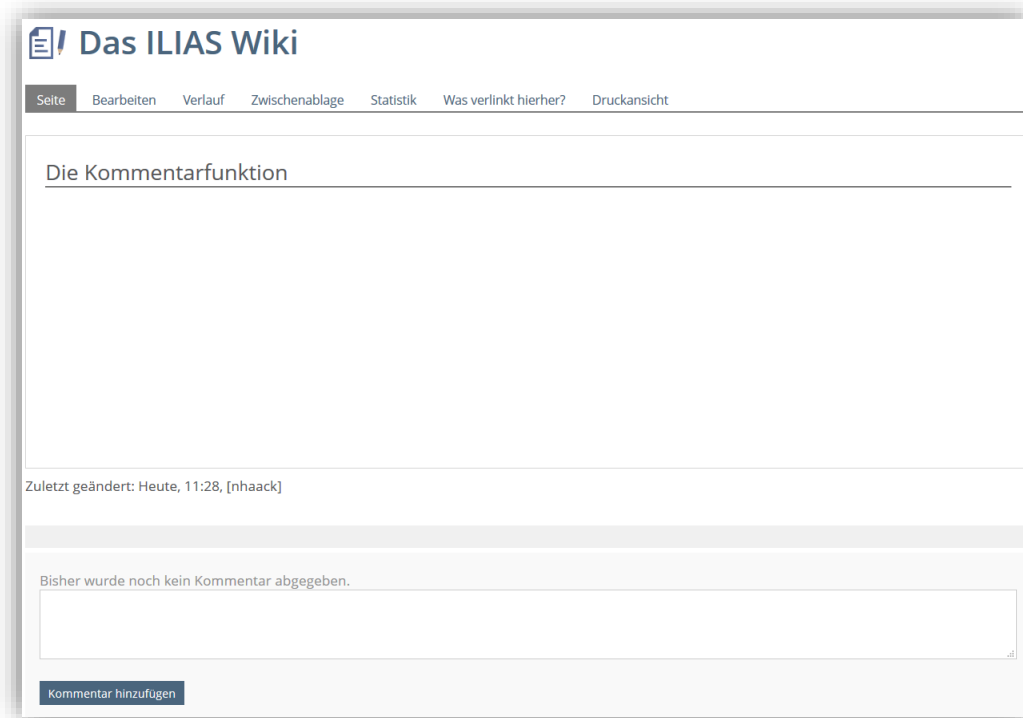 Das ILIAS Wiki
Seite Bearbeiten Verlauf Zwischenablage Statistik Was verlinkt hierher? Druckansicht
Die Kommentarfunktion
Zuletzt geändert: Heute, 11:28, [nhaack]
Bisher wurde noch kein Kommentar abgegeben.
Kommentar hinzufügen